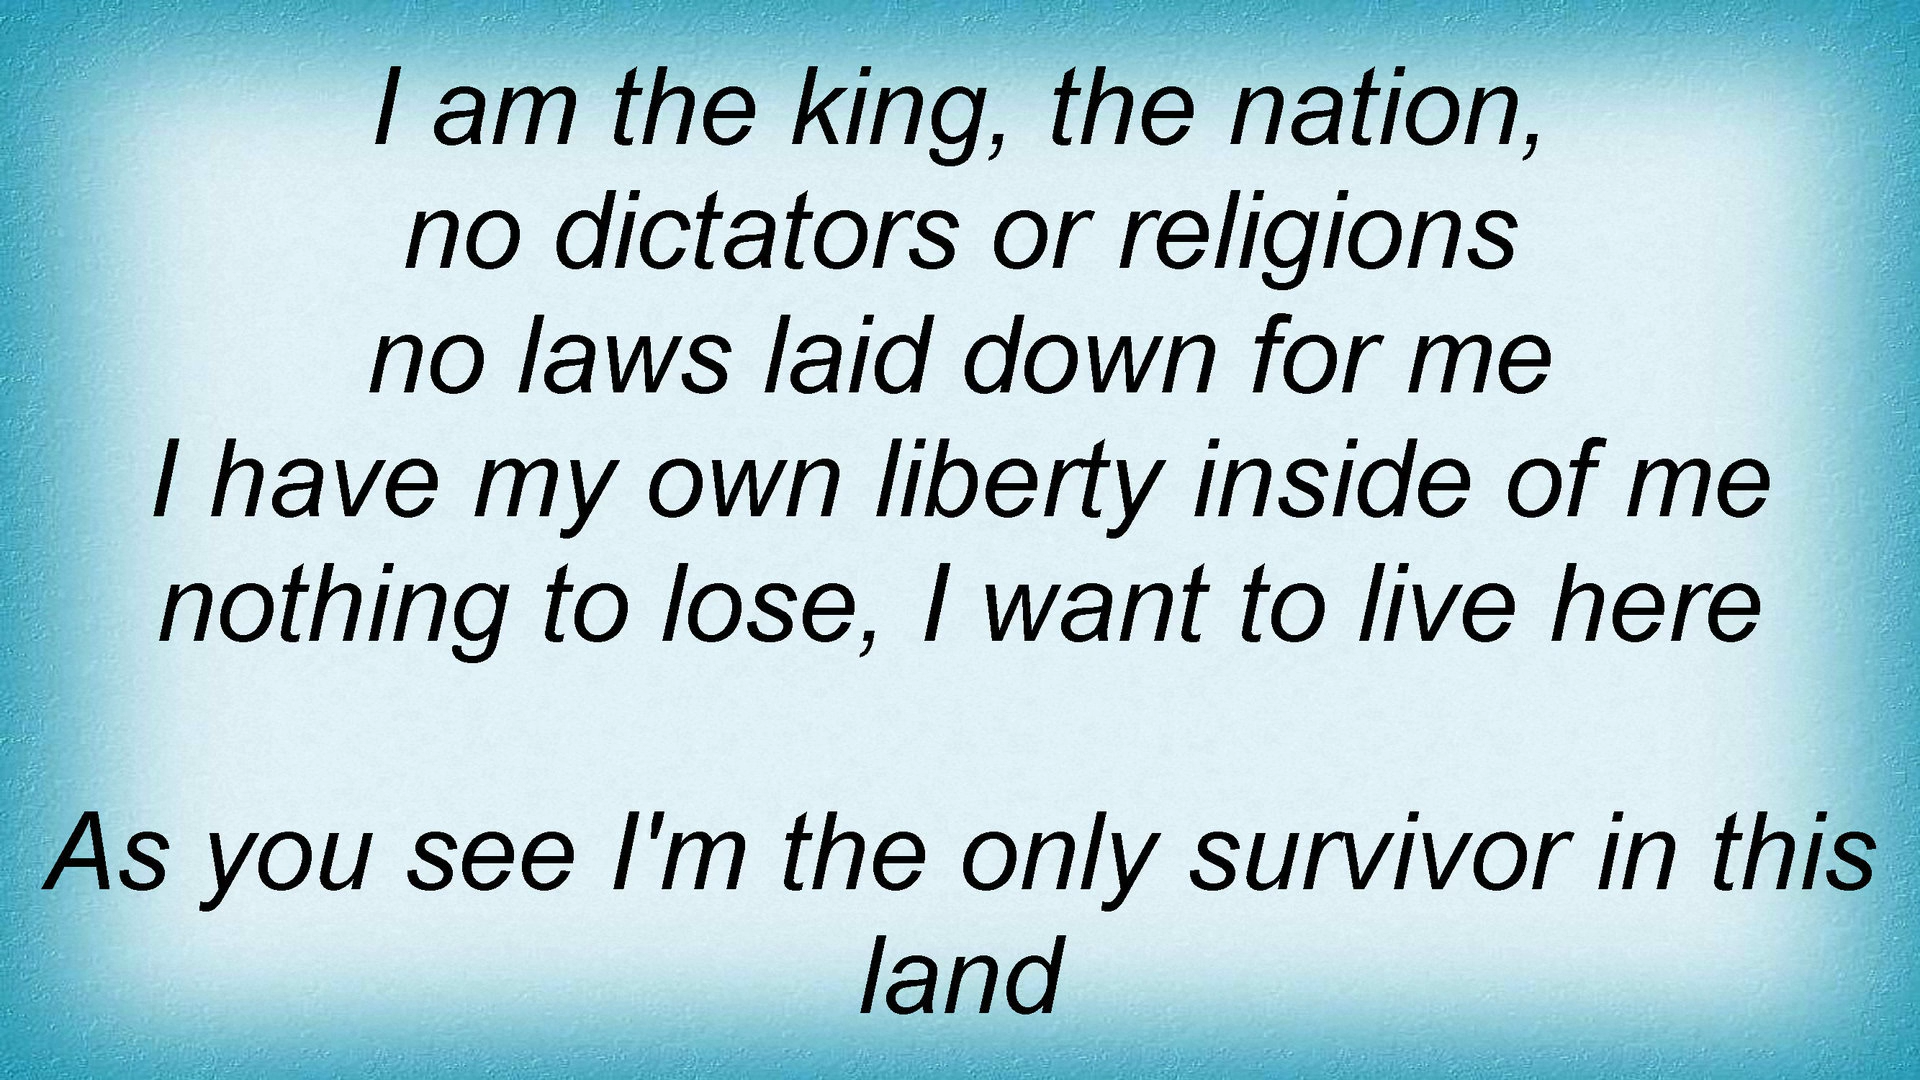 I am the king, the nation,
no dictators or religions
no laws laid down for me
I have my own liberty inside of me
nothing to lose, I want to live here
As you see I'm the only survivor in this
land